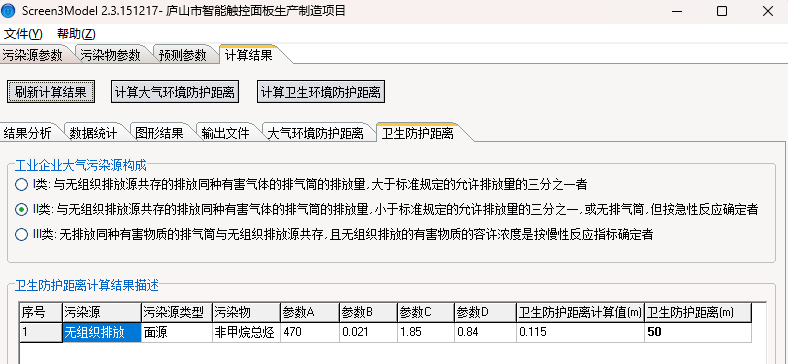 Screen3Model 2.3.151217- 庐山市智能触控面板生产制造项目
文件(Y) 帮助(Z)
污染源参数 污染物参数 预测参数 计算结果
刷新计算结果 计算大气环境防护距离 计算卫生环境防护距离
结果分析 数据统计 图形结果 输出文件 大气环境防护距离 卫生防护距离
工业企业大气污染源构成
I类: 与无组织排放源共存的排放同种有害气体的排气筒的排放量, 大于标准规定的允许排放量的三分之一者
II类: 与无组织排放源共存的排放同种有害气体的排气筒的排放量, 小于标准规定的允许排放量的三分之一, 或无排气筒, 但按急性反应确定者
III类: 无排放同种有害物质的排气筒与无组织排放源共存, 且无组织排放的有害物质的容许浓度是按慢性反应指标确定者
卫生防护距离计算结果描述
序号 污染源 污染源类型 污染物 参数A 参数B 参数C 参数D 卫生防护距离计算值(m) 卫生防护距离(m)
1 无组织排放 面源 非甲烷总烃 470 0.021 1.85 0.84 0.115 50